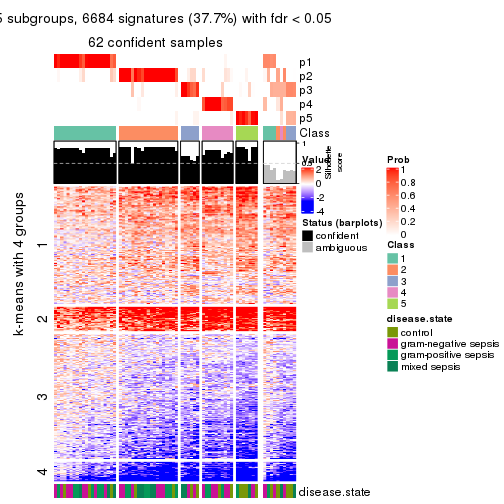 5 subgroups, 6684 signatures (37.7%) with fdr < 0.05
62 confident samples
p1
p2
p3
p4
p5
Class
1
0
Silhouette
score
Value
2
0
-2
-4
Status (barplots)
confident
ambiguous
Prob
1
0.8
0.6
0.4
0.2
0
Class
1
2
3
4
5
disease.state
control
gram-negative sepsis
gram-positive sepsis
mixed sepsis
k-means with 4 groups
1
2
3
4
disease.state